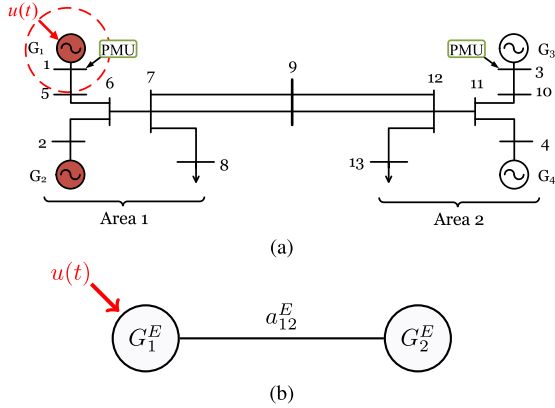 u(t)
G₁
PMU
PMU
G₃
1
3
5
6
7
9
12
11
10
2
8
13
4
G₂
G₄
Area 1
Area 2
(a)
u(t)
G₁ᴱ
a₁₂ᴱ
G₂ᴱ
(b)